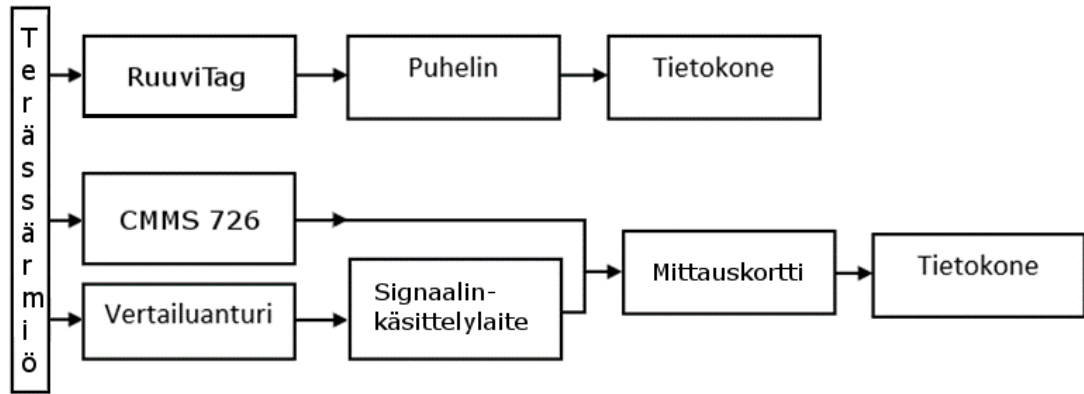 Terässärmiö
RuuviTag
Puhelin
Tietokone
CMMS 726
Vertailuanturi
Signaalin-
käsittelylaite
Mittauskortti
Tietokone